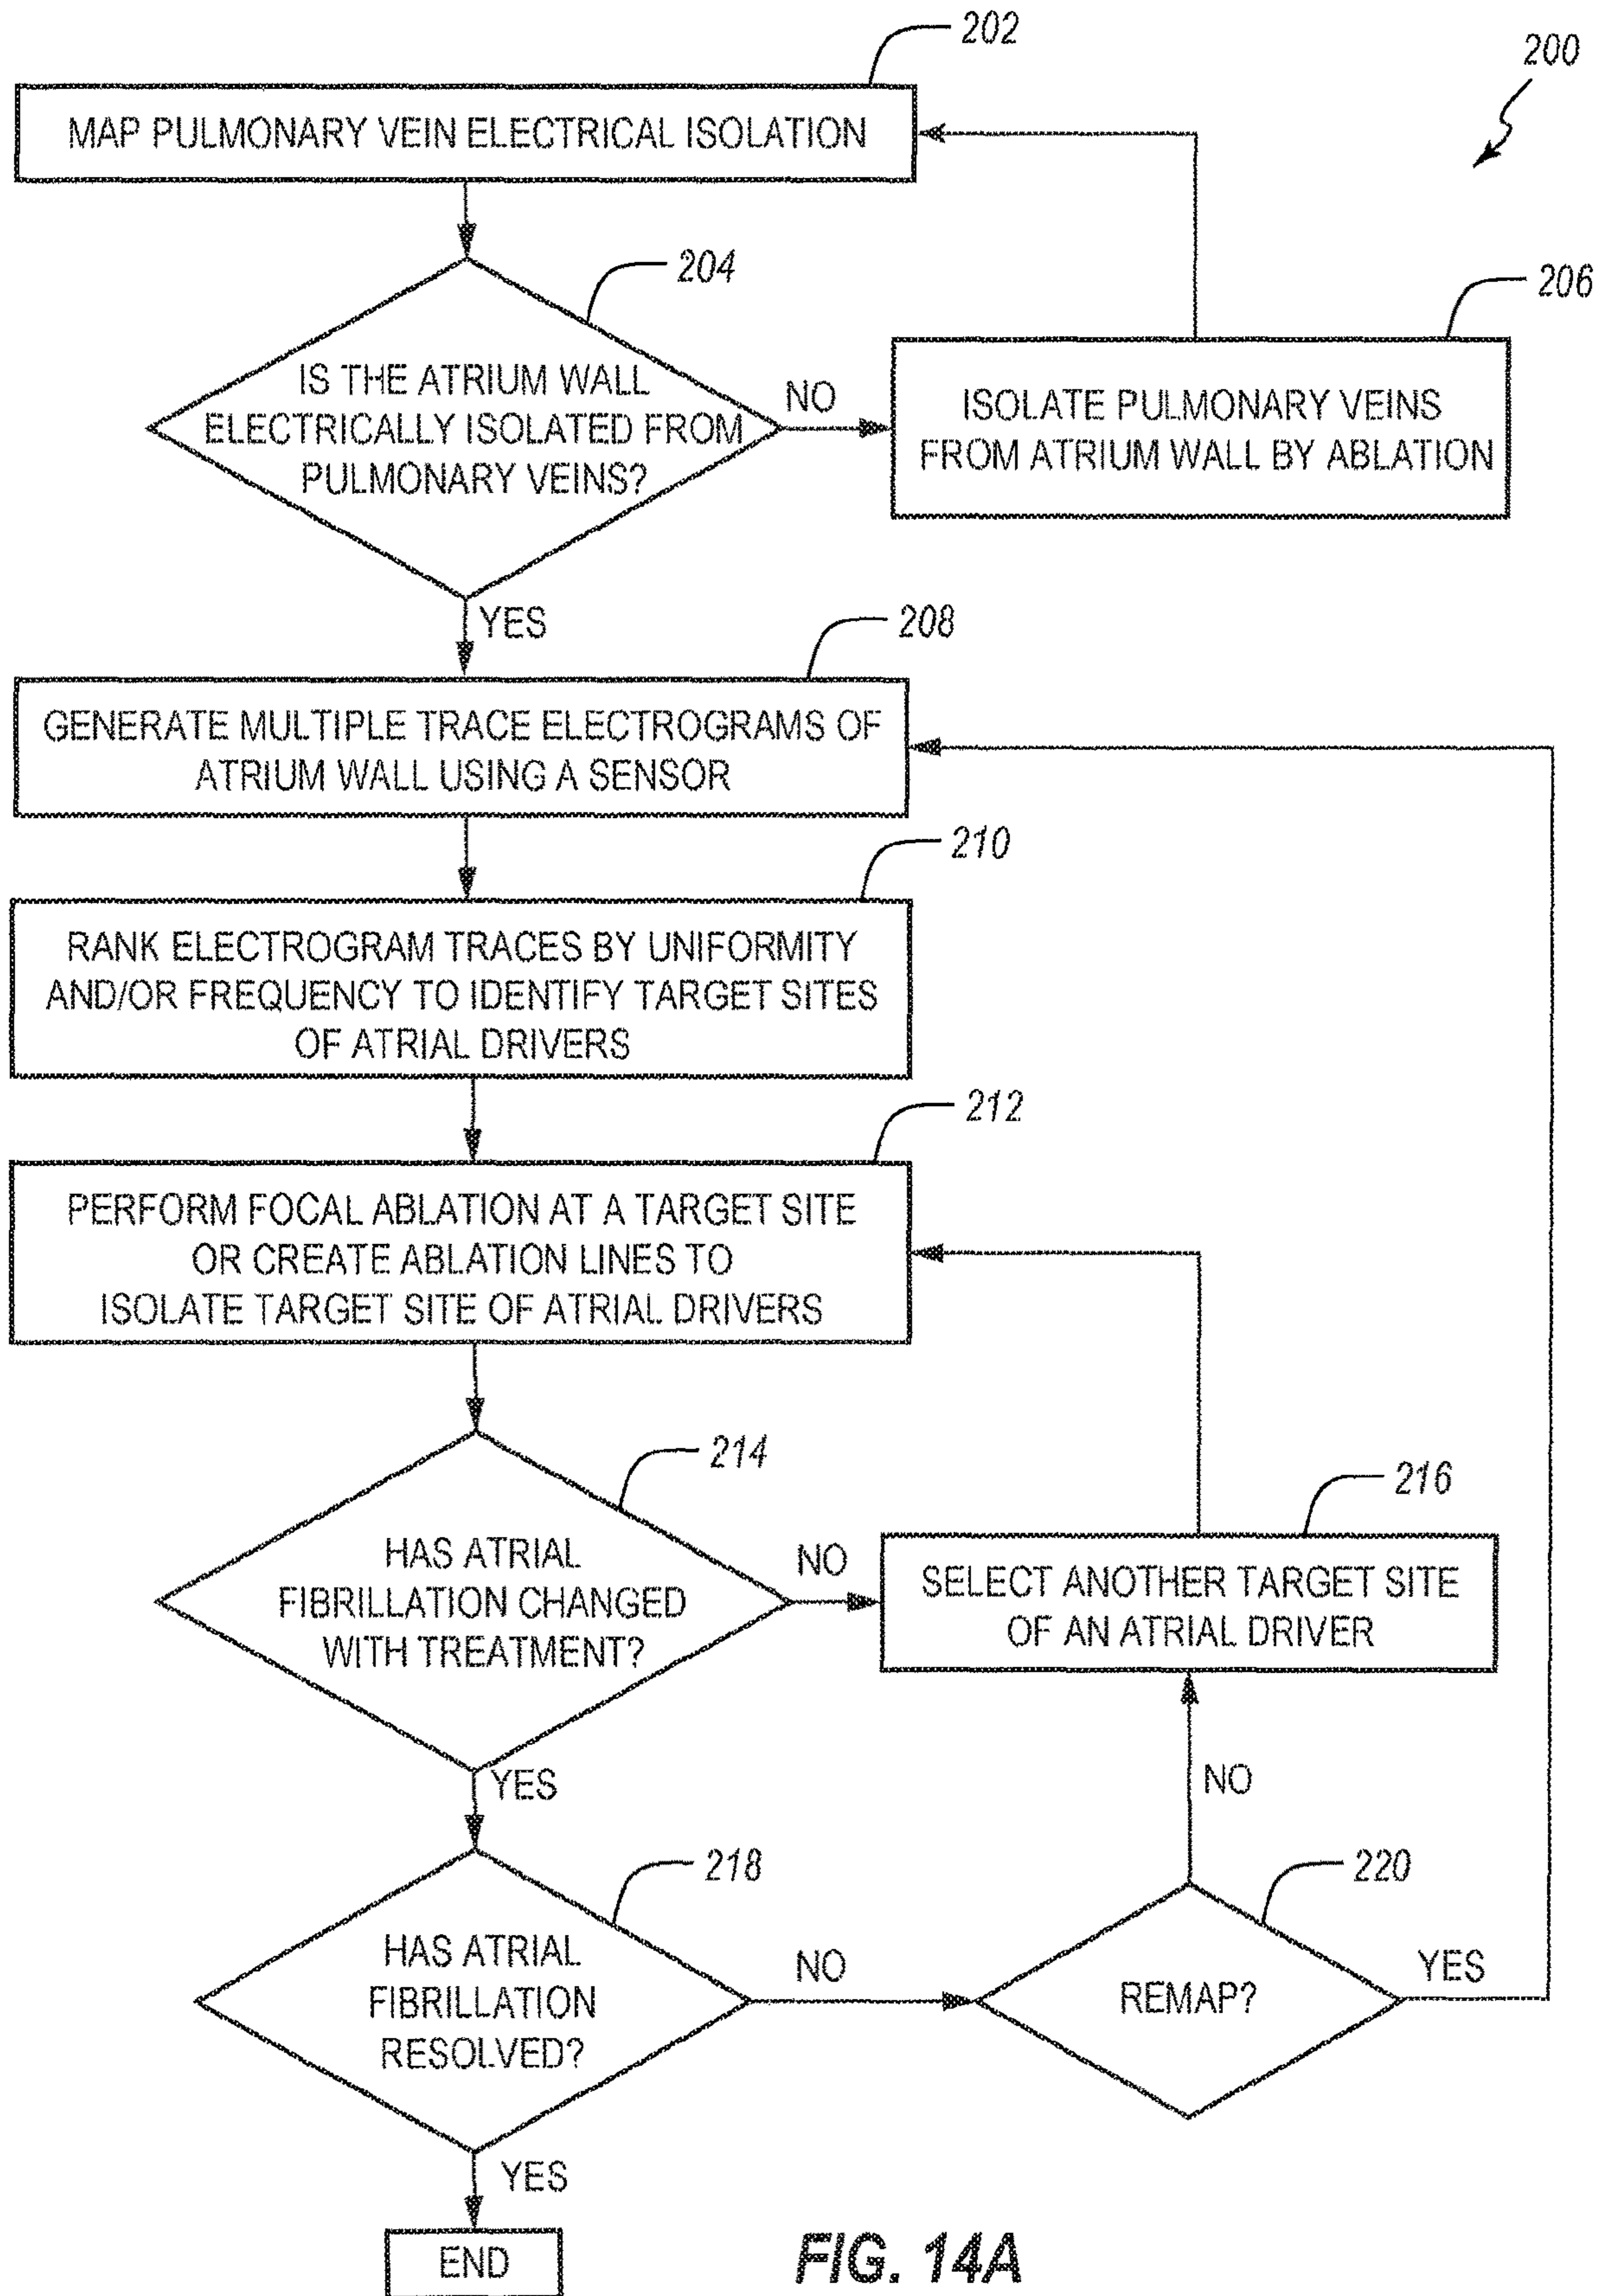 202
200
MAP PULMONARY VEIN ELECTRICAL ISOLATION
204
206
IS THE ATRIUM WALL
ELECTRICALLY ISOLATED FROM
PULMONARY VEINS?
NO
ISOLATE PULMONARY VEINS
FROM ATRIUM WALL BY ABLATION
YES
208
GENERATE MULTIPLE TRACE ELECTROGRAMS OF
ATRIUM WALL USING A SENSOR
210
RANK ELECTROGRAM TRACES BY UNIFORMITY
AND/OR FREQUENCY TO IDENTIFY TARGET SITES
OF ATRIAL DRIVERS
212
PERFORM FOCAL ABLATION AT A TARGET SITE
OR CREATE ABLATION LINES TO
ISOLATE TARGET SITE OF ATRIAL DRIVERS
214
216
HAS ATRIAL
FIBRILLATION CHANGED
WITH TREATMENT?
NO
SELECT ANOTHER TARGET SITE
OF AN ATRIAL DRIVER
YES
NO
218
220
HAS ATRIAL
FIBRILLATION
RESOLVED?
NO
REMAP?
YES
YES
END
FIG. 14A